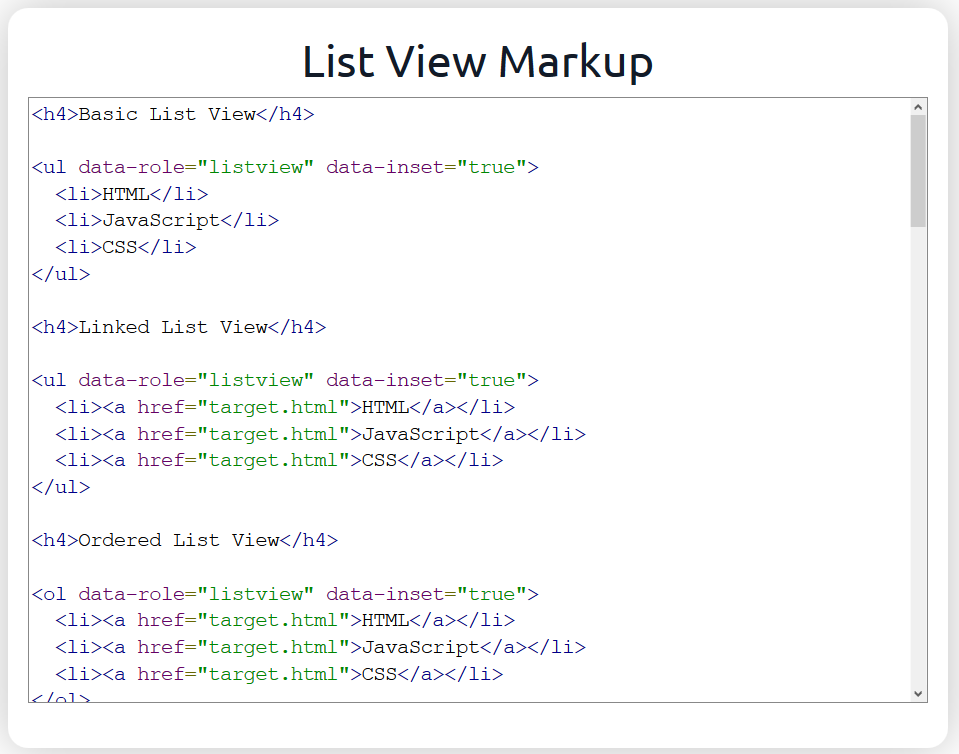 List View Markup
<h4>Basic List View</h4>
<ul data-role="listview" data-inset="true">
<li>HTML</li>
<li>JavaScript</li>
<li>CSS</li>
</ul>
<h4>Linked List View</h4>
<ul data-role="listview" data-inset="true">
<li><a href="target.html">HTML</a></li>
<li><a href="target.html">JavaScript</a></li>
<li><a href="target.html">CSS</a></li>
</ul>
<h4>Ordered List View</h4>
<ol data-role="listview" data-inset="true">
<li><a href="target.html">HTML</a></li>
<li><a href="target.html">JavaScript</a></li>
<li><a href="target.html">CSS</a></li>
</ol>